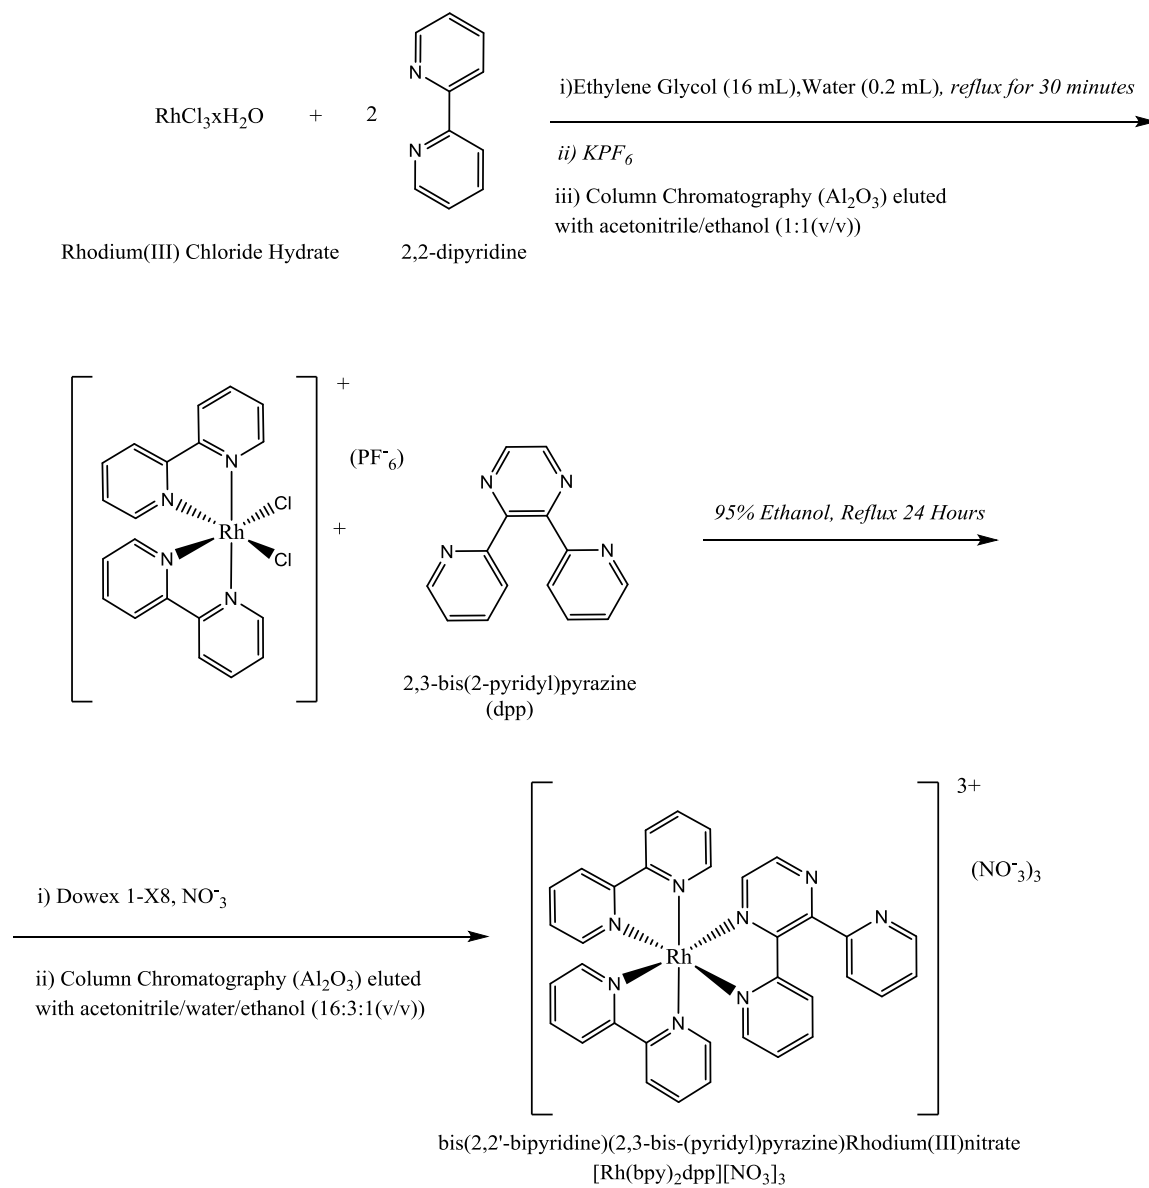 RhCl3xH2O + 2
N
N
i)Ethylene Glycol (16 mL),Water (0.2 mL), reflux for 30 minutes
ii) KPF6
iii) Column Chromatography (Al2O3) eluted
with acetonitrile/ethanol (1:1(v/v))
Rhodium(III) Chloride Hydrate
2,2-dipyridine
+
(PF-6)
N
N
Cl
Rh
Cl
N
N
+
N N
N N
2,3-bis(2-pyridyl)pyrazine
(dpp)
95% Ethanol, Reflux 24 Hours
i) Dowex 1-X8, NO-3
ii) Column Chromatography (Al2O3) eluted
with acetonitrile/water/ethanol (16:3:1(v/v))
3+
(NO-3)3
N
N
N
N
N
Rh
N
N
N
bis(2,2'-bipyridine)(2,3-bis-(pyridyl)pyrazine)Rhodium(III)nitrate
[Rh(bpy)2dpp][NO3]3